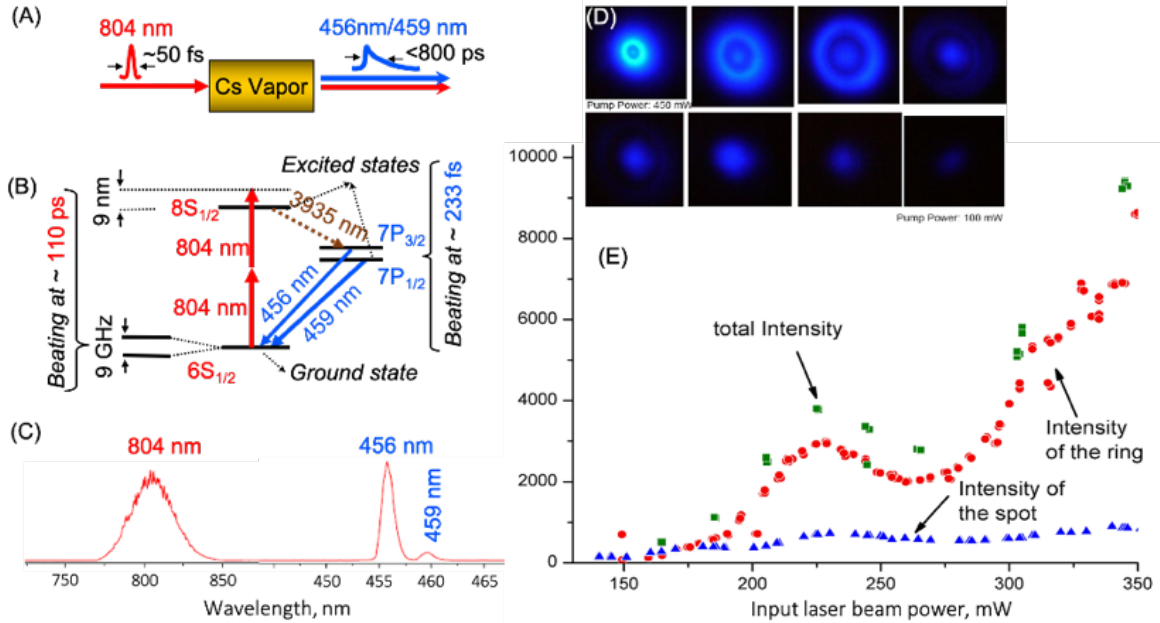 (A)
804 nm
~50 fs
Cs Vapor
456nm/459 nm
<800 ps
(B)
Beating at ~ 110 ps
9 nm
8S1/2
804 nm
804 nm
9 GHz
6S1/2
Excited states
3935 nm
7P3/2
7P1/2
456 nm
459 nm
Ground state
Beating at ~ 233 fs
(C)
804 nm
456 nm
459 nm
750
800
850
450
455
460
465
Wavelength, nm
(D)
Pump Power: 450 mW
Pump Power: 100 mW
(E)
10000
8000
6000
4000
2000
0
total Intensity
Intensity
of the ring
Intensity of
the spot
150
200
250
300
350
Input laser beam power, mW